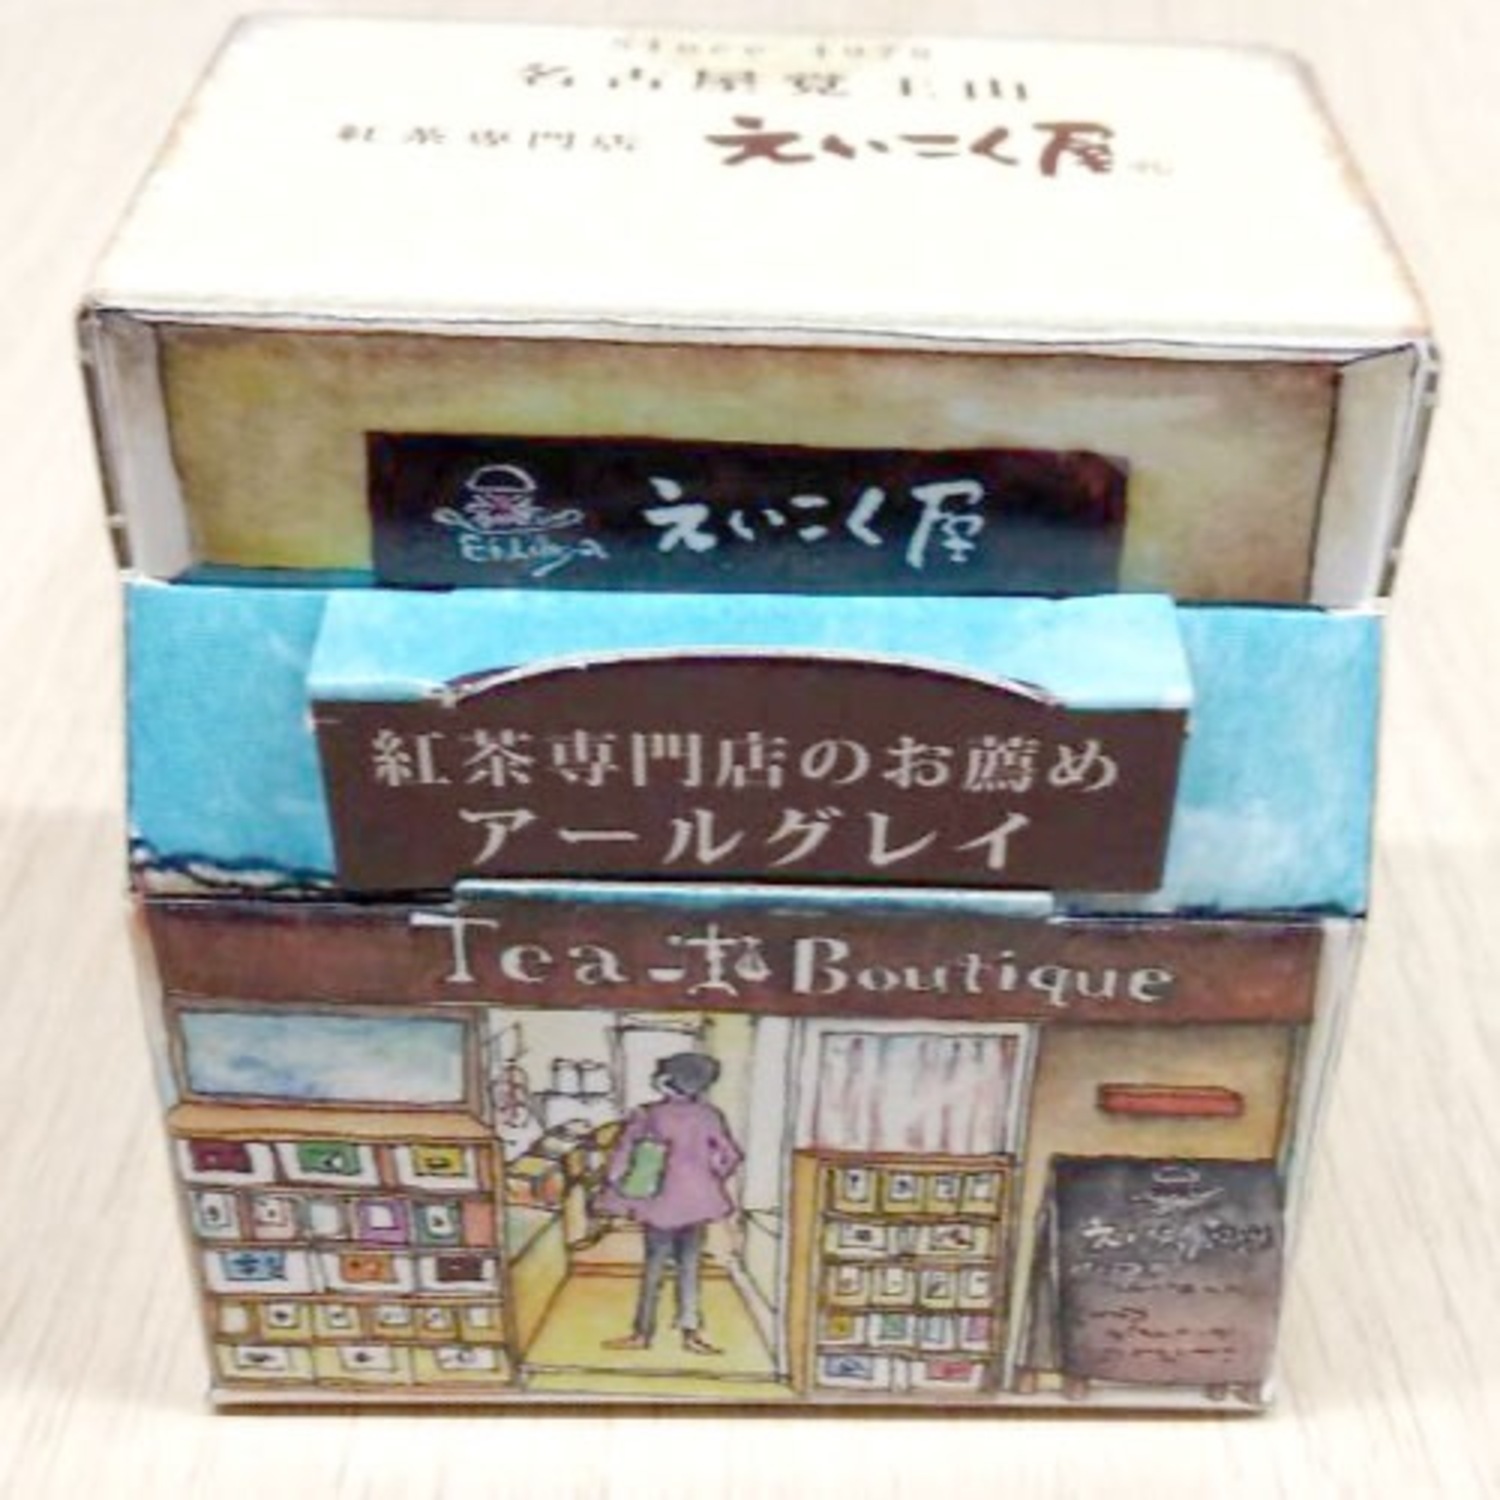 名古屋覚王山
紅茶専門店 えいこく屋
Eikokuya えいこく屋
紅茶専門店のお薦め
アールグレイ
Tea Boutique